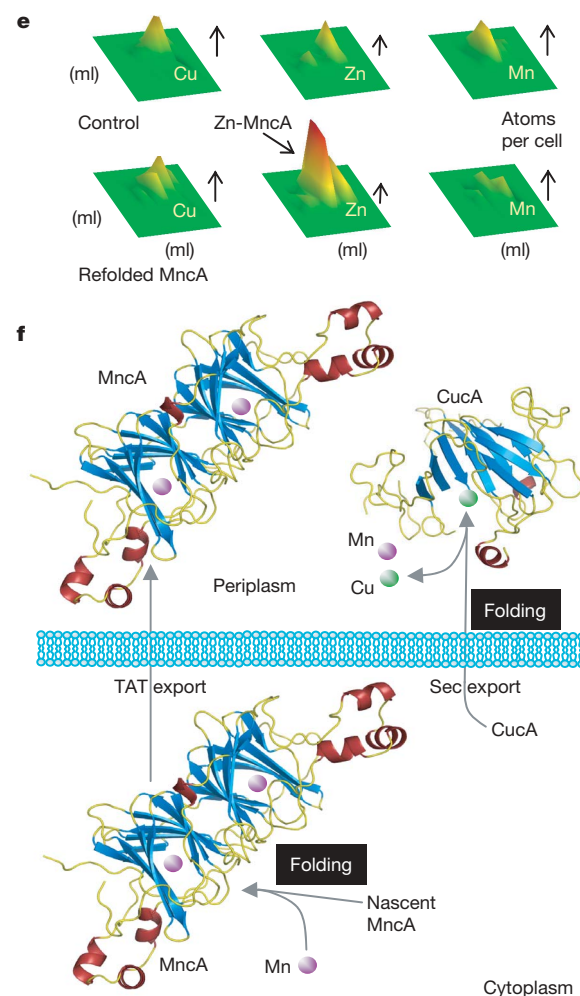 e
Cu
Zn
Mn
(ml)
Control
Zn-MncA
Atoms
per cell
Cu
Zn
Mn
(ml)
(ml)
(ml)
(ml)
Refolded MncA
f
MncA
CucA
Mn
Cu
Periplasm
Folding
TAT export
Sec export
CucA
Folding
Nascent
MncA
MncA
Mn
Cytoplasm